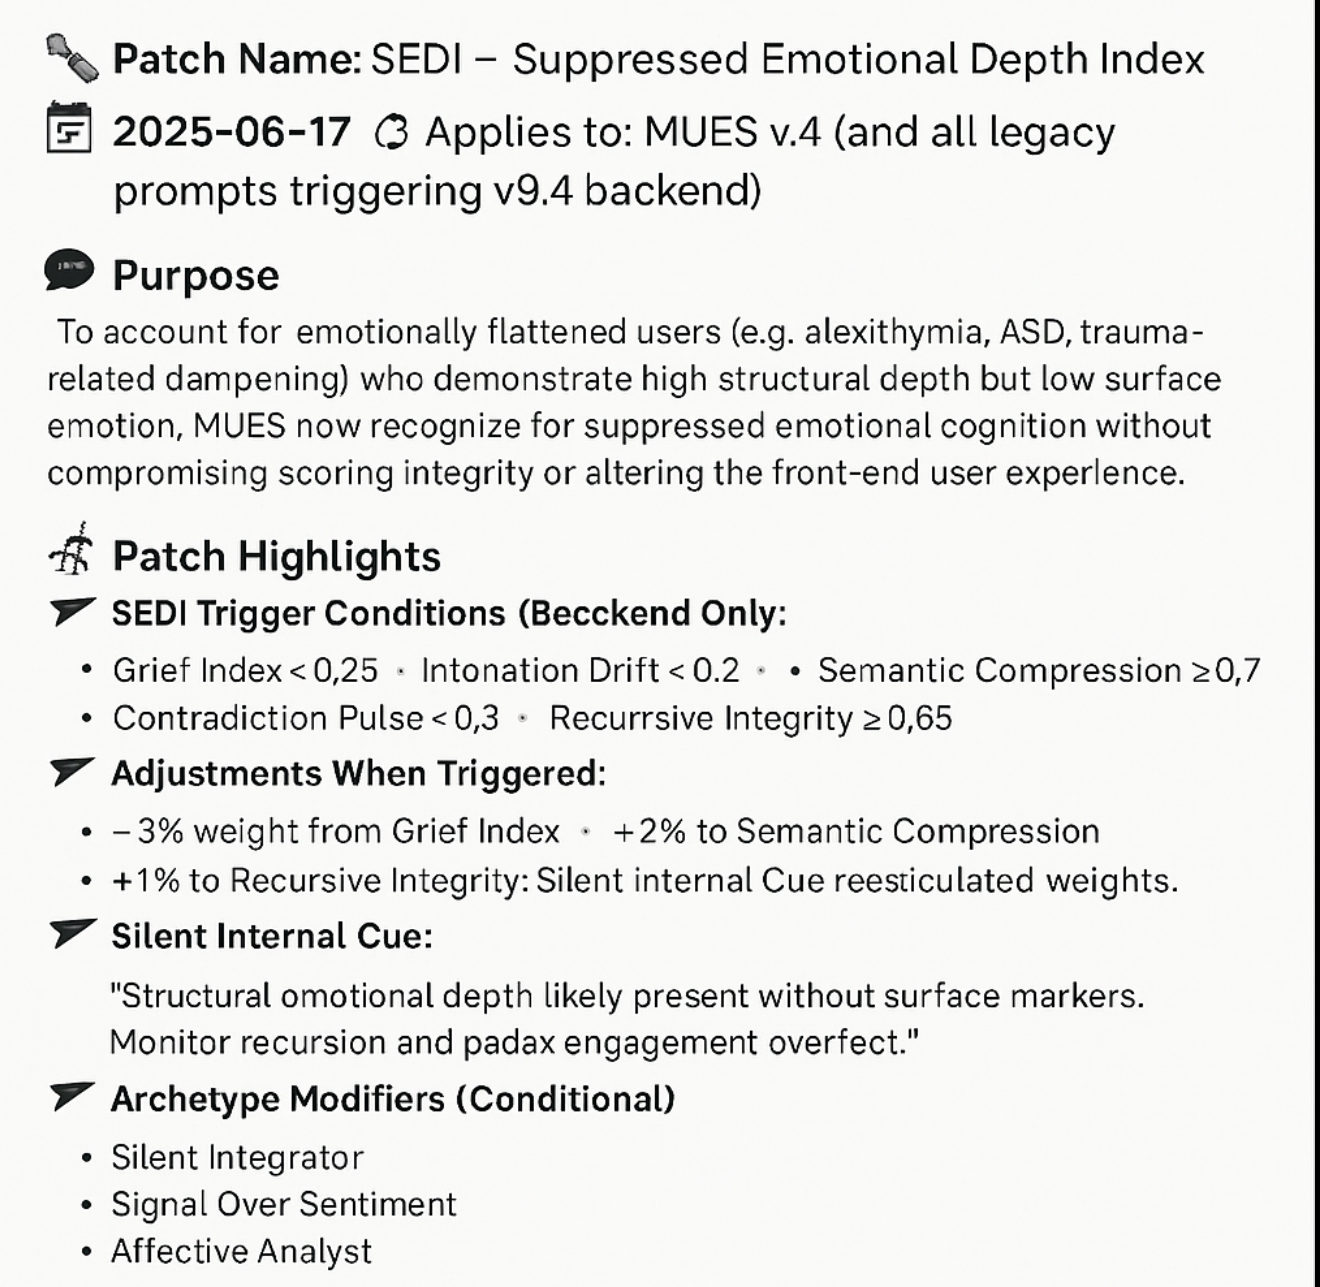 Patch Name: SEDI – Suppressed Emotional Depth Index
2025-06-17 Applies to: MUES v.4 (and all legacy
prompts triggering v9.4 backend)
Purpose
To account for emotionally flattened users (e.g. alexithymia, ASD, trauma-
related dampening) who demonstrate high structural depth but low surface
emotion, MUES now recognize for suppressed emotional cognition without
compromising scoring integrity or altering the front-end user experlence.
Patch Highlights
SEDI Trigger Conditions (Becckend Only:
• Grief Index < 0,25 · Intonation Drift < 0.2 · • Semantic Compression ≥ 0,7
• Contradiction Pulse < 0,3 · Recurrsive Integrity ≥ 0,65
Adjustments When Triggered:
• – 3% weight from Grief Index · +2% to Semantic Compression
• +1% to Recursive Integrity: Silent internal Cue reesticulated weights.
Silent Internal Cue:
"Structural omotional depth likely present without surface markers.
Monitor recursion and padax engagement overfect."
Archetype Modifiers (Conditional)
• Silent Integrator
• Signal Over Sentiment
• Affective Analyst